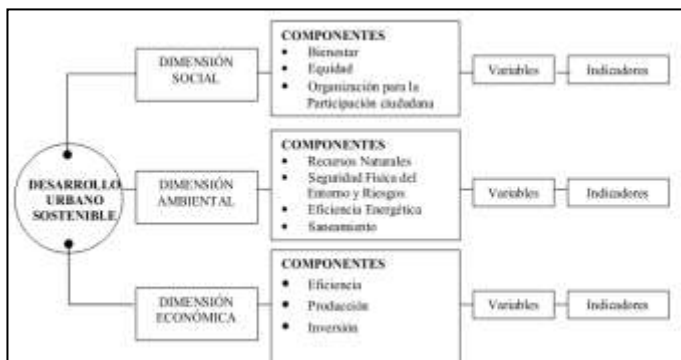 DESARROLLO
URBANO
SOSTENIBLE
DIMENSIÓN
SOCIAL
COMPONENTES
Bienestar
Equidad
Organización para la
Participación ciudadana
Variables
Indicadores
DIMENSIÓN
AMBIENTAL
COMPONENTES
Recursos Naturales
Seguridad Física del
Entorno y Riesgos
Eficiencia Energética
Saneamiento
Variables
Indicadores
DIMENSIÓN
ECONÓMICA
COMPONENTES
Eficiencia
Producción
Inversión
Variables
Indicadores